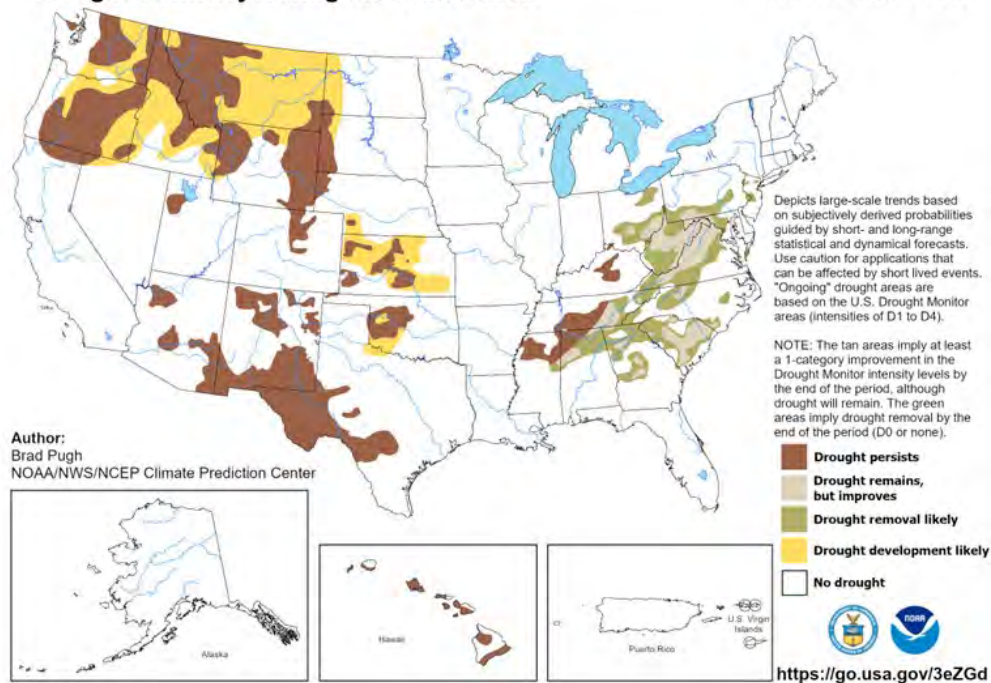 Depicts large-scale trends based
on subjectively derived probabilities
guided by short- and long-range
statistical and dynamical forecasts.
Use caution for applications that
can be affected by short lived events.
"Ongoing" drought areas are
based on the U.S. Drought Monitor
areas (intensities of D1 to D4).
NOTE: The tan areas imply at least
a 1-category improvement in the
Drought Monitor intensity levels by
the end of the period, although
drought will remain. The green
areas imply drought removal by the
end of the period (D0 or none).
Author:
Brad Pugh
NOAA/NWS/NCEP Climate Prediction Center
Drought persists
Drought remains,
but improves
Drought removal likely
Drought development likely
No drought
Alaska
Hawaii
Puerto Rico
U.S. Virgin
Islands
NOAA
https://go.usa.gov/3eZGd